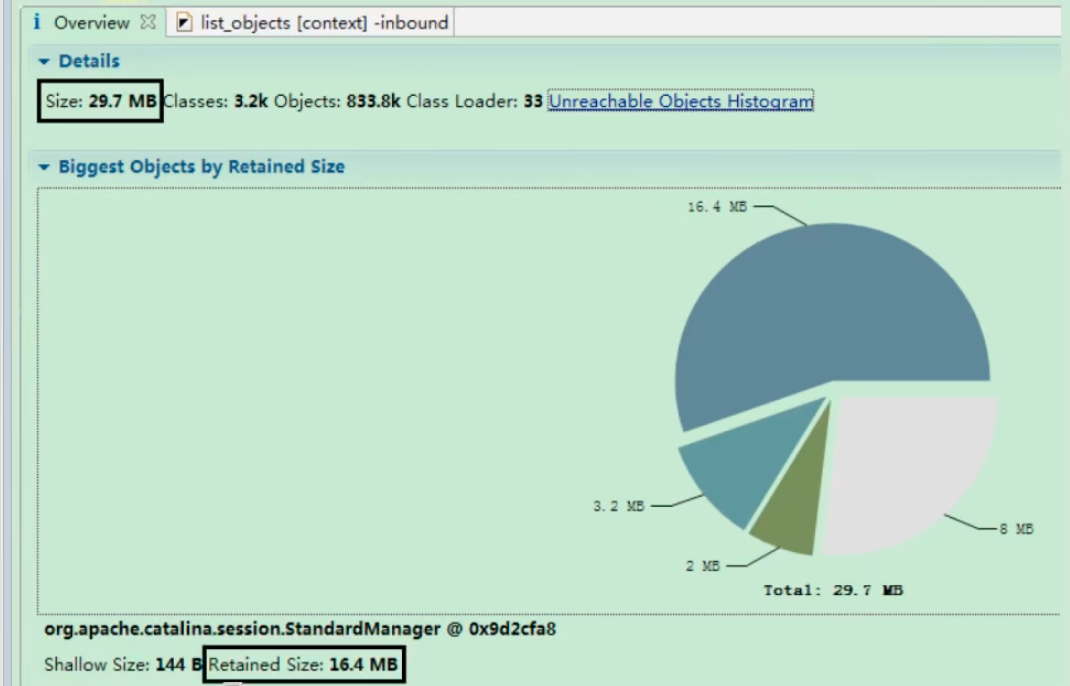 i Overview list_objects [context] -inbound
Details
Size: 29.7 MB Classes: 3.2k Objects: 833.8k Class Loader: 33 Unreachable Objects Histogram
Biggest Objects by Retained Size
16.4 MB
3.2 MB
8 MB
2 MB
Total: 29.7 MB
org.apache.catalina.session.StandardManager @ 0x9d2cfa8
Shallow Size: 144 B Retained Size: 16.4 MB